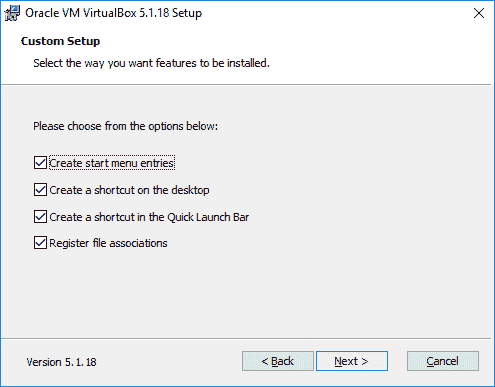 Oracle VM VirtualBox 5.1.18 Setup
Custom Setup
Select the way you want features to be installed.
Please choose from the options below:
Create start menu entries
Create a shortcut on the desktop
Create a shortcut in the Quick Launch Bar
Register file associations
Version 5.1.18
< Back
Next >
Cancel